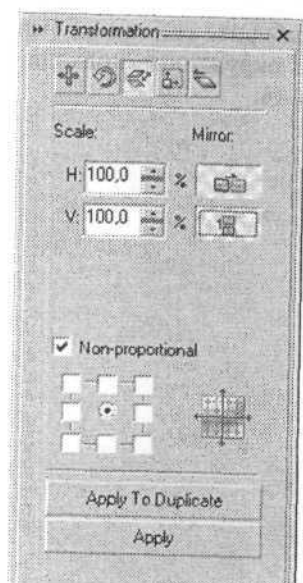 Transformation
Scale: Mirror:
H: 100,0 %
V: 100,0 %
Non-proportional
Apply To Duplicate
Apply